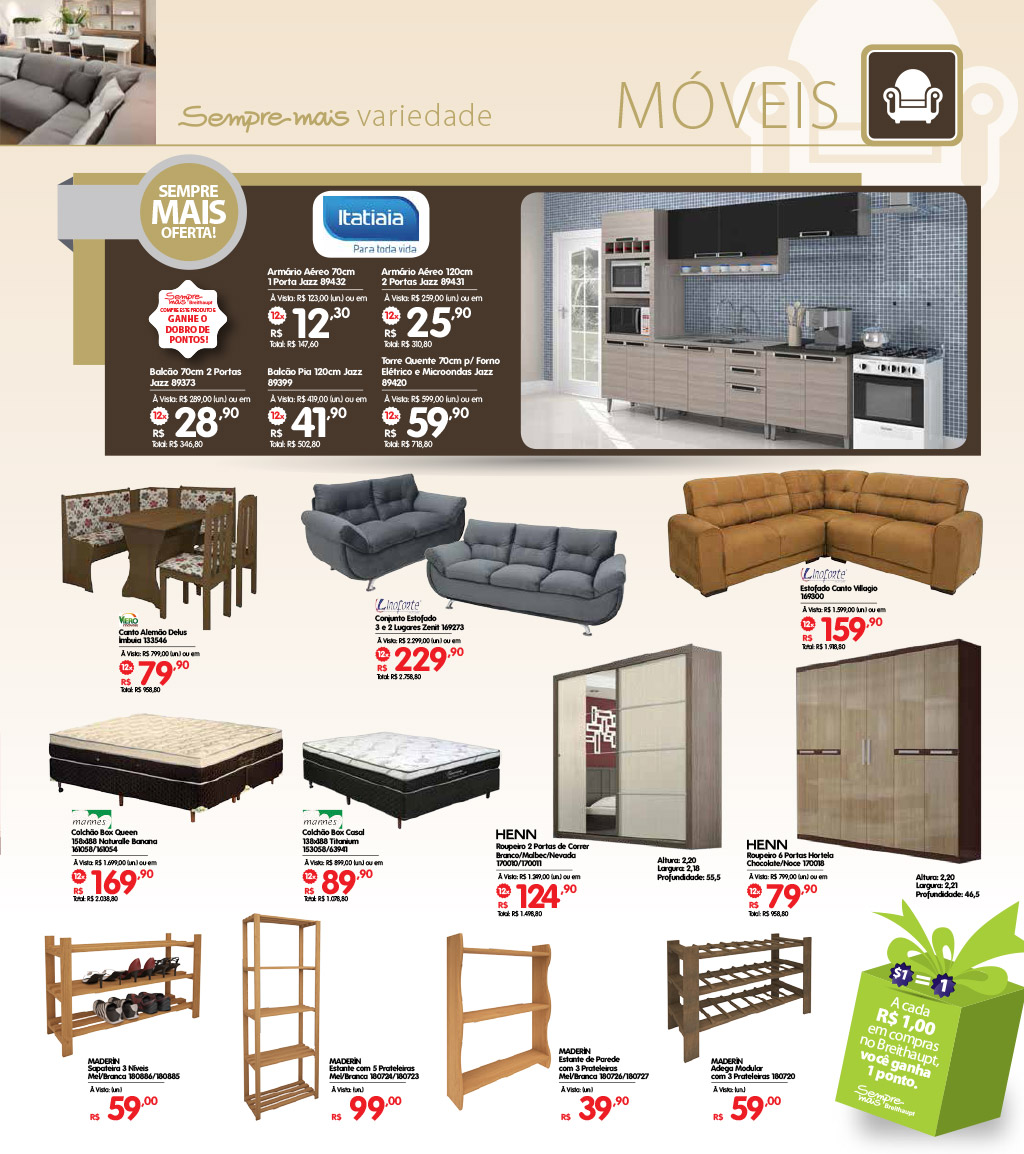 Sempre mais variedade
MÓVEIS
SEMPRE
MAIS
OFERTA!
Itatiaia
Para toda vida
Sempre
mais Breithaupt
COMPRE ESTE PRODUTO E
GANHE O
DOBRO DE
PONTOS!
Armário Aéreo 70cm
1 Porta Jazz 89432
À Vista: R$ 123,00 (un.) ou em
12x
R$ 12,30
Total: R$ 147,60
Armário Aéreo 120cm
2 Portas Jazz 89431
À Vista: R$ 259,00 (un.) ou em
12x
R$ 25,90
Total: R$ 310,80
Balcão 70cm 2 Portas
Jazz 89373
À Vista: R$ 289,00 (un.) ou em
12x
R$ 28,90
Total: R$ 346,80
Balcão Pia 120cm Jazz
89399
À Vista: R$ 419,00 (un.) ou em
12x
R$ 41,90
Total: R$ 502,80
Torre Quente 70cm p/ Forno
Elétrico e Microondas Jazz
89420
À Vista: R$ 599,00 (un.) ou em
12x
R$ 59,90
Total: R$ 718,80
VIERO
Canto Alemão Delus
Imbuia 133546
À Vista: R$ 799,00 (un.) ou em
12x
R$ 79,90
Total: R$ 958,80
Linoforte
Conjunto Estofado
3 e 2 Lugares Zenit 169273
À Vista: R$ 2.299,00 (un.) ou em
12x
R$ 229,90
Total: R$ 2.758,80
Linoforte
Estofado Canto Villagio
169300
À Vista: R$ 1.599,00 (un.) ou em
12x
R$ 159,90
Total: R$ 1.918,80
mannes
Colchão Box Queen
158x188 Naturalle Banana
161058/161054
À Vista: R$ 1.699,00 (un.) ou em
12x
R$ 169,90
Total: R$ 2.038,80
mannes
Colchão Box Casal
138x188 Titanium
153058/63941
À Vista: R$ 899,00 (un.) ou em
12x
R$ 89,90
Total: R$ 1.078,80
HENN
Roupeiro 2 Portas de Correr
Branco/Malbec/Nevada
170010/170011
À Vista: R$ 1.249,00 (un.) ou em
12x
R$ 124,90
Total: R$ 1.498,80
Altura: 2,20
Largura: 2,18
Profundidade: 55,5
HENN
Roupeiro 6 Portas Hortela
Chocolate/Noce 170018
À Vista: R$ 799,00 (un.) ou em
12x
R$ 79,90
Total: R$ 958,80
Altura: 2,20
Largura: 2,21
Profundidade: 46,5
MADERIN
Sapateira 3 Níveis
Mel/Branca 180886/180885
À Vista: (un.)
R$ 59,00
MADERIN
Estante com 5 Prateleiras
Mel/Branca 180724/180723
À Vista: (un.)
R$ 99,00
MADERIN
Estante de Parede
com 3 Prateleiras
Mel/Branca 180726/180727
À Vista: (un.)
R$ 39,90
MADERIN
Adega Modular
com 3 Prateleiras 180720
À Vista: (un.)
R$ 59,00
$1 = 1
A cada
R$ 1,00
em compras
no Breithaupt,
você ganha
1 ponto.
Sempre
mais Breithaupt